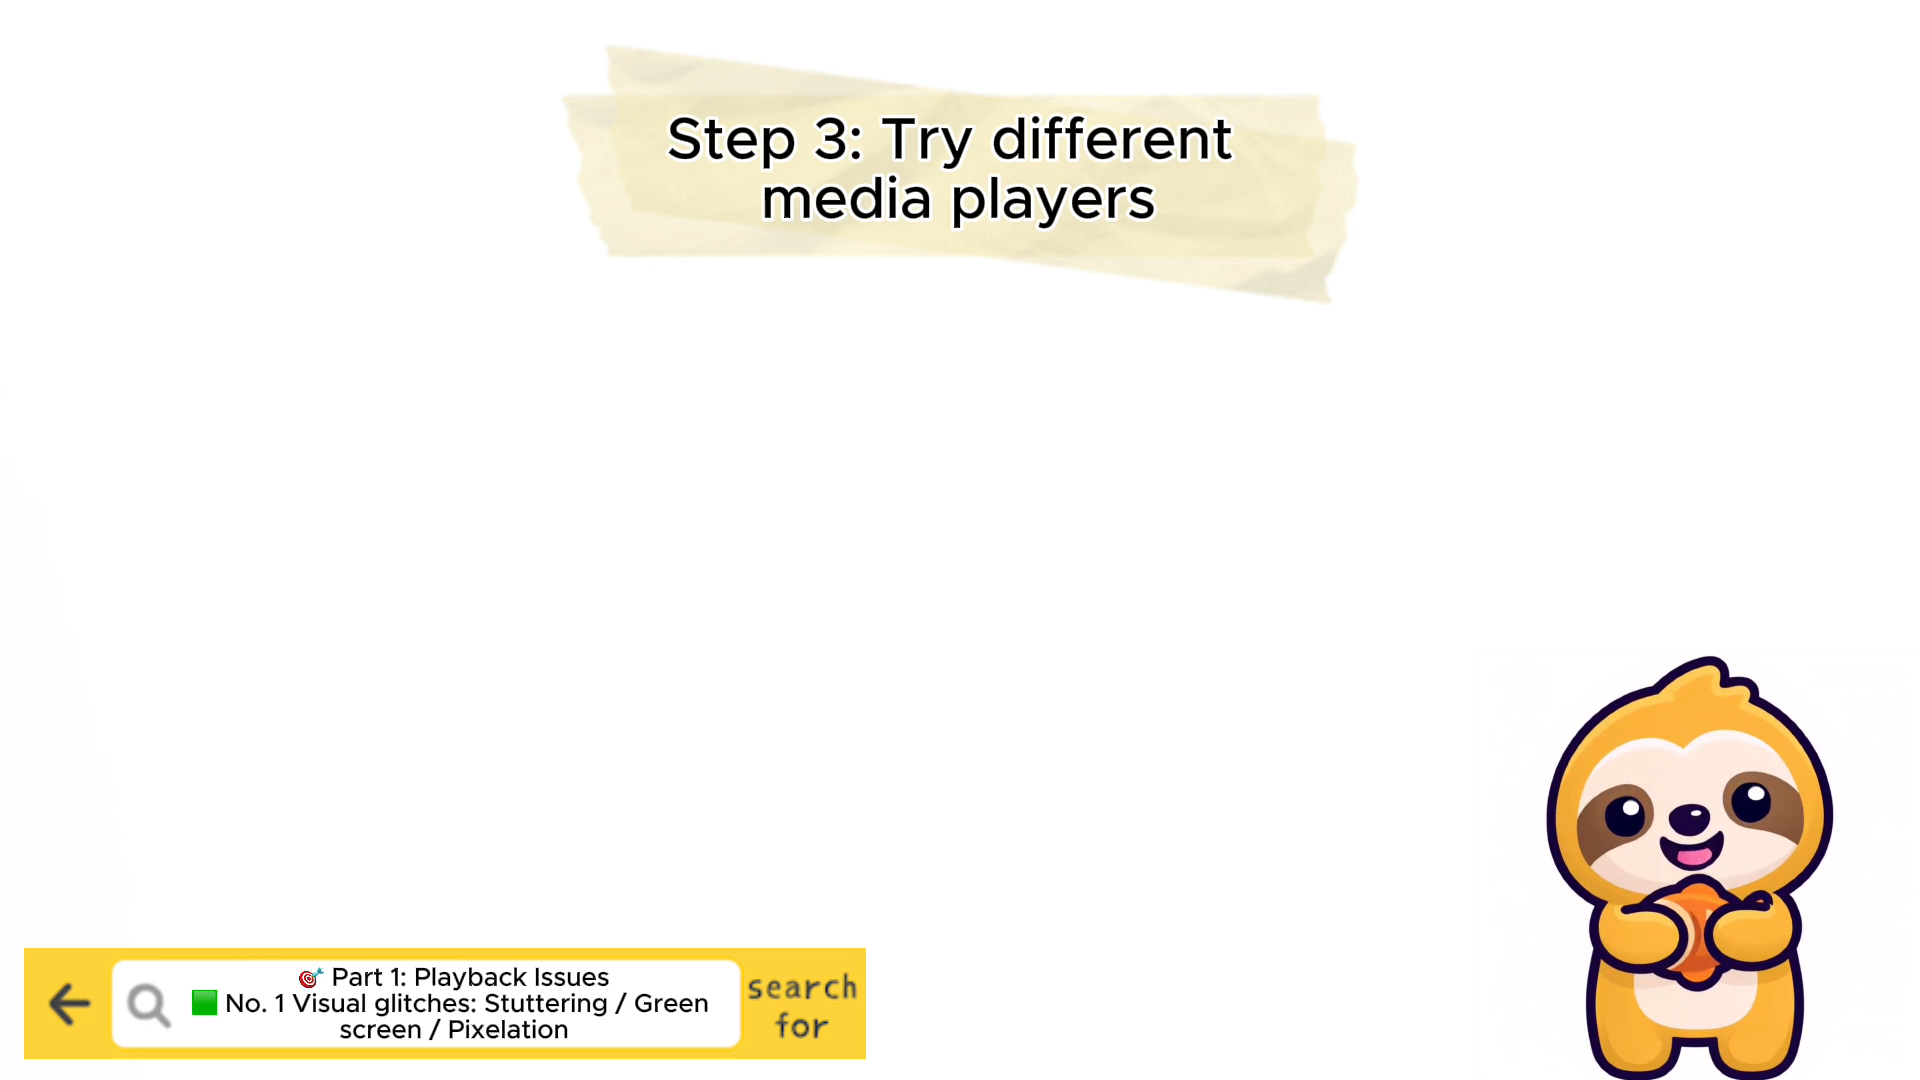 Step 3: Try different
media players
🎯 Part 1: Playback Issues
🟩 No. 1 Visual glitches: Stuttering / Green
screen / Pixelation
search
for